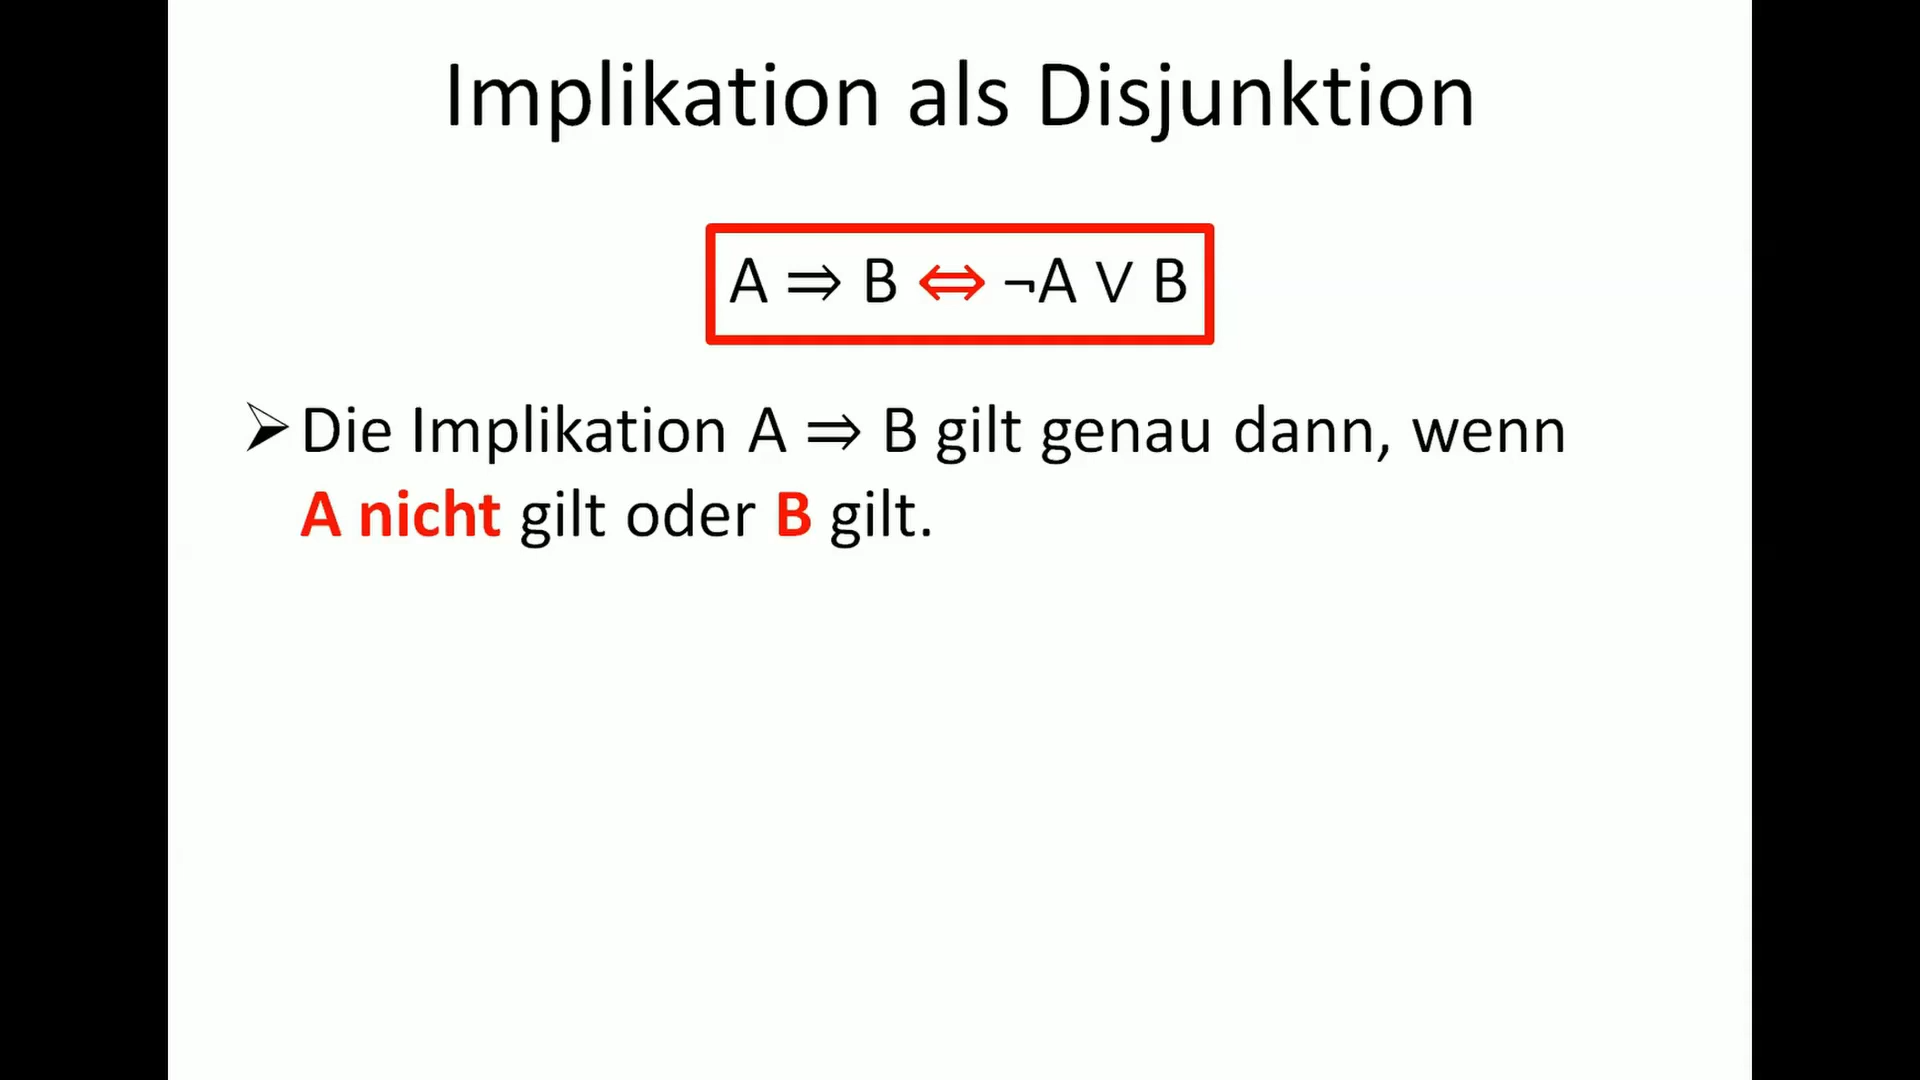 Implikation als Disjunktion
A ⇒ B ⇔ ¬A ∨ B
➢ Die Implikation A ⇒ B gilt genau dann, wenn
A nicht gilt oder B gilt.